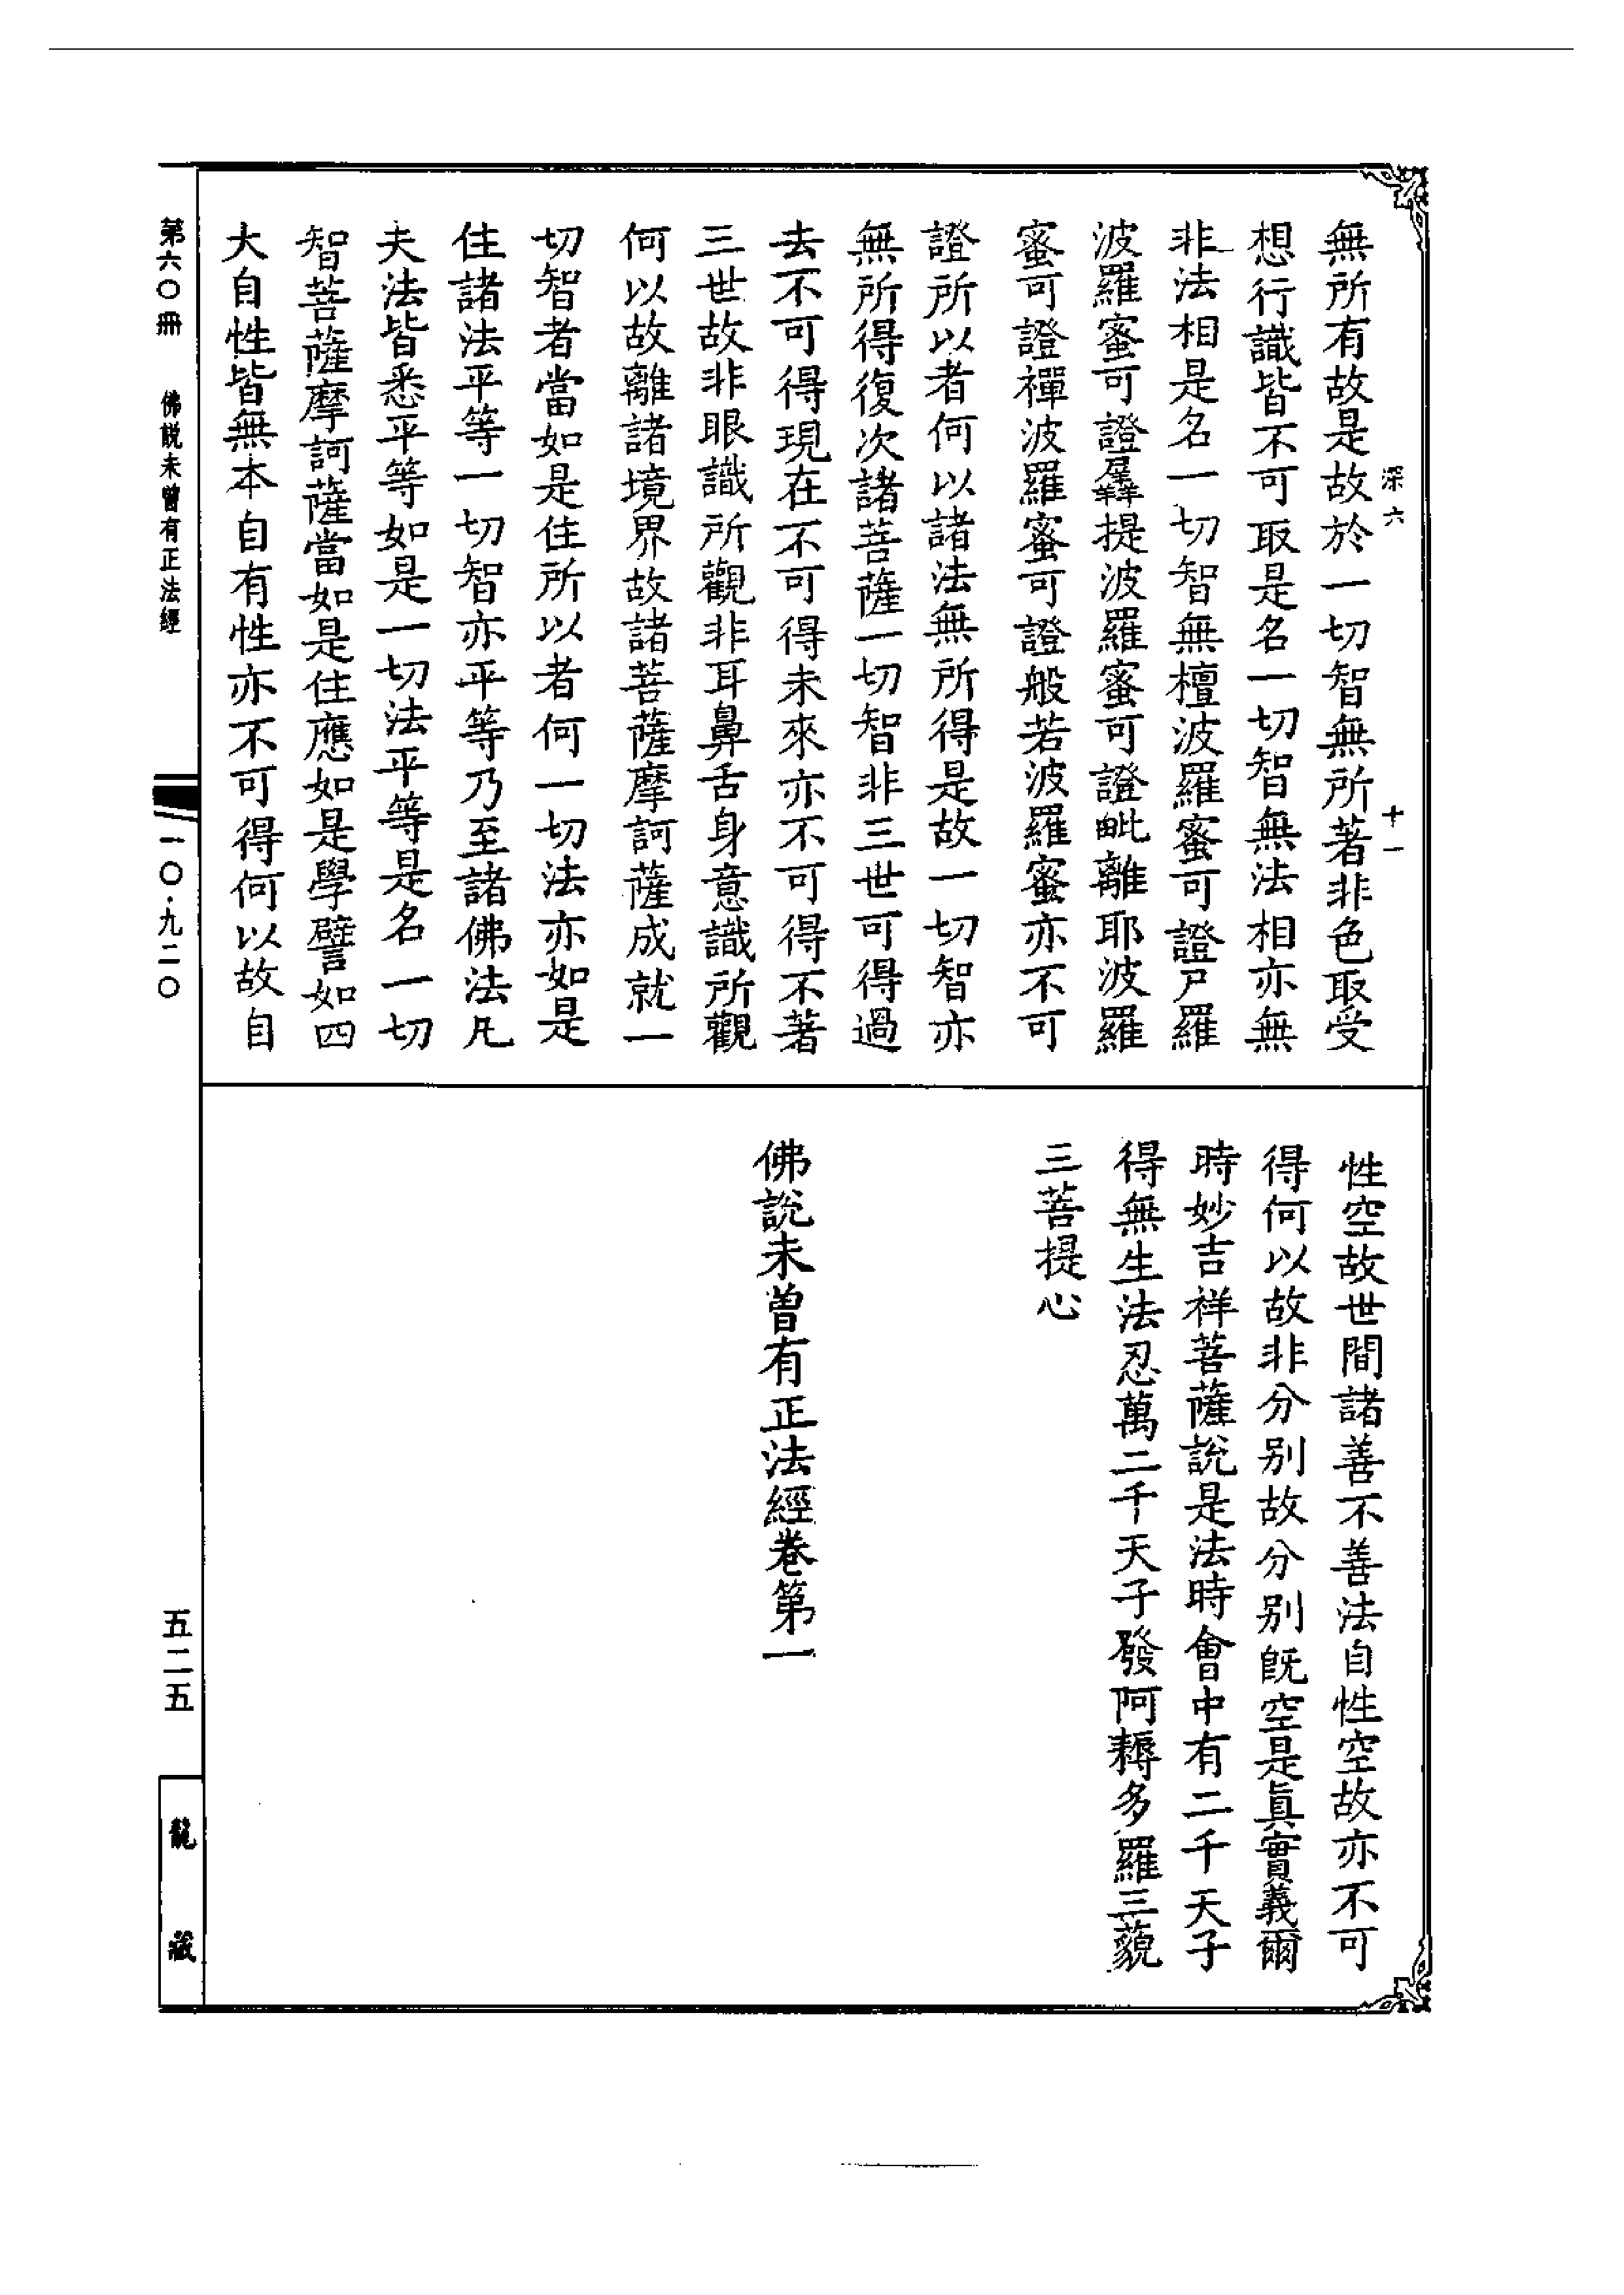 深六
十一
無所有故是故於一切智無所著非色取受
想行識皆不可取是名一切智無法相亦無
非法相是名一切智無檀波羅蜜可證尸羅
波羅蜜可證羼提波羅蜜可證毗離耶波羅
蜜可證禪波羅蜜可證般若波羅蜜亦不可
證所以者何以諸法無所得是故一切智亦
無所得復次諸菩薩一切智非三世可得過
去不可得現在不可得未來亦不可得不著
三世故非眼識所觀非耳鼻舌身意識所觀
何以故離諸境界故諸菩薩摩訶薩成就一
切智者當如是住所以者何一切法亦如是
住諸法平等一切智亦平等乃至諸佛法凡
夫法皆悉平等如是一切法平等是名一切
智菩薩摩訶薩當如是住應如是學譬如四
大自性皆無本自有性亦不可得何以故自
性空故世間諸善不善法自性空故亦不可
得何以故非分别故分别旣空是眞實義爾
時妙吉祥菩薩說是法時會中有二千天子
得無生法忍萬二千天子發阿耨多羅三藐
三菩提心
佛說未曾有正法經卷第一
第六〇冊　佛說未曾有正法經
一〇·九二〇
五二五
龍藏